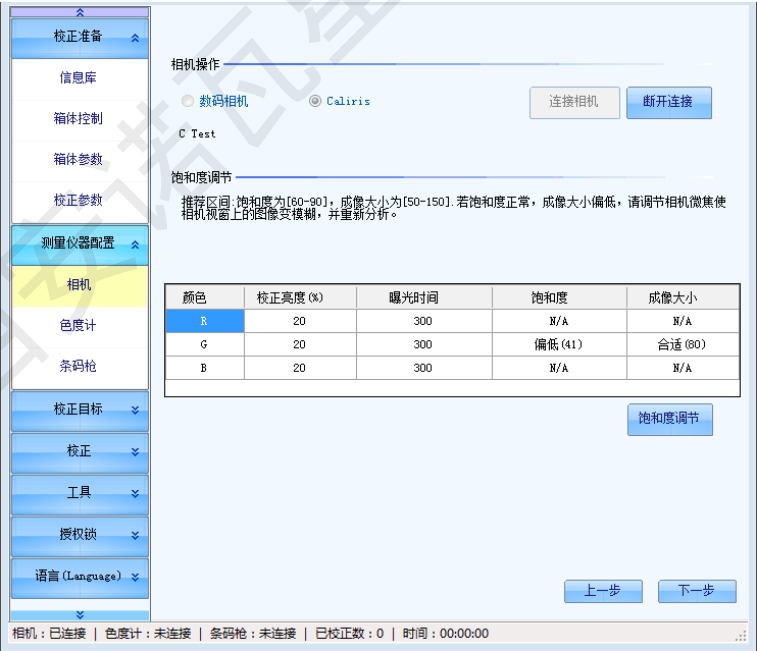 校正准备
信息库
箱体控制
箱体参数
校正参数
测量仪器配置
相机
色度计
条码枪
校正目标
校正
工具
授权锁
语言(Language)
相机操作
数码相机 Caliris 连接相机 断开连接
C Test
饱和度调节
推荐区间:饱和度为[60-90]，成像大小为[50-150].若饱和度正常，成像大小偏低，请调节相机微焦使
相机视窗上的图像变模糊，并重新分析。
颜色 校正亮度(%) 曝光时间 饱和度 成像大小
R 20 300 N/A N/A
G 20 300 偏低(41) 合适(80)
B 20 300 N/A N/A
饱和度调节
上一步 下一步
相机：已连接 | 色度计：未连接 | 条码枪：未连接 | 已校正数：0 | 时间：00:00:00
西安诺瓦星